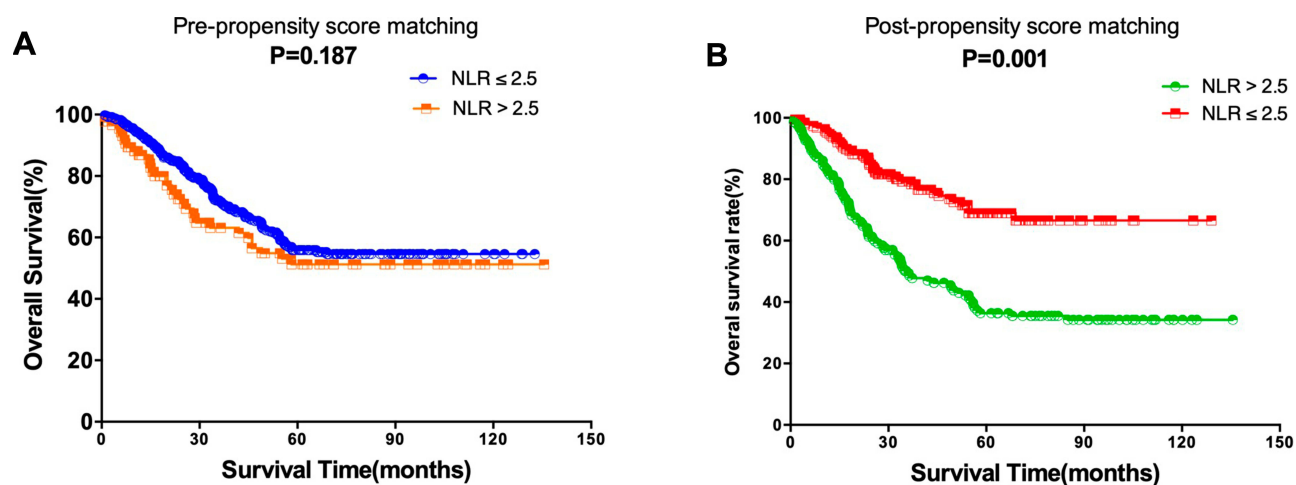 A
Pre-propensity score matching
P=0.187
NLR ≤ 2.5
NLR > 2.5
Overall Survival(%)
100
80
60
40
20
0
0 30 60 90 120 150
Survival Time(months)
B
Post-propensity score matching
P=0.001
NLR > 2.5
NLR ≤ 2.5
Overal survival rate(%)
100
80
60
40
20
0
0 30 60 90 120 150
Survival Time(months)